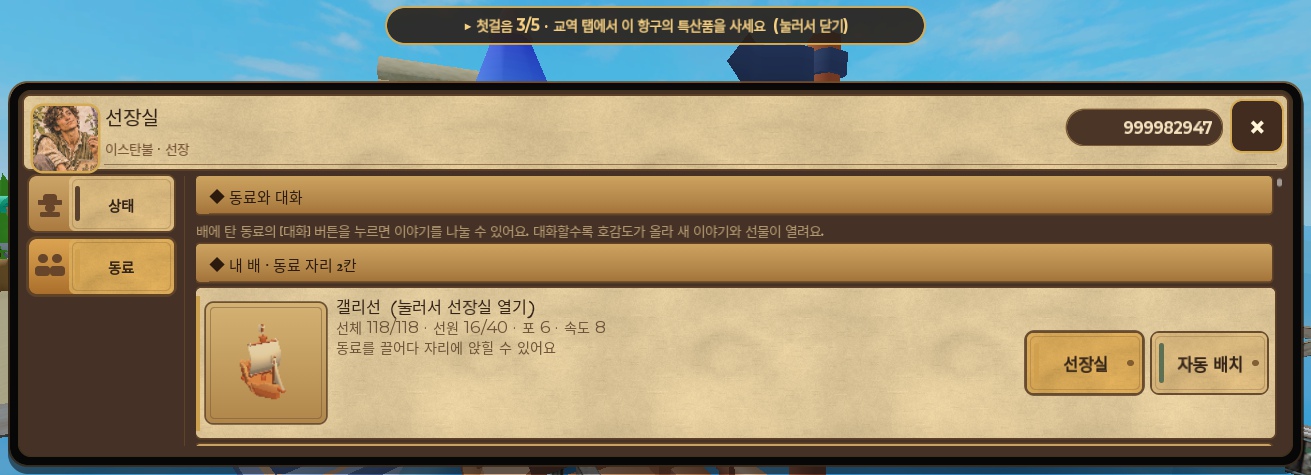 ▸ 첫걸음 3/5 · 교역 탭에서 이 항구의 특산품을 사세요 (눌러서 닫기)
선장실
이스탄불 · 선장
999982947
×
상태
동료
◆ 동료와 대화
배에 탄 동료의 [대화] 버튼을 누르면 이야기를 나눌 수 있어요. 대화할수록 호감도가 올라 새 이야기와 선물이 열려요.
◆ 내 배 · 동료 자리 2칸
갤리선 (눌러서 선장실 열기)
선체 118/118 · 선원 16/40 · 포 6 · 속도 8
동료를 끌어다 자리에 앉힐 수 있어요
선장실
자동 배치